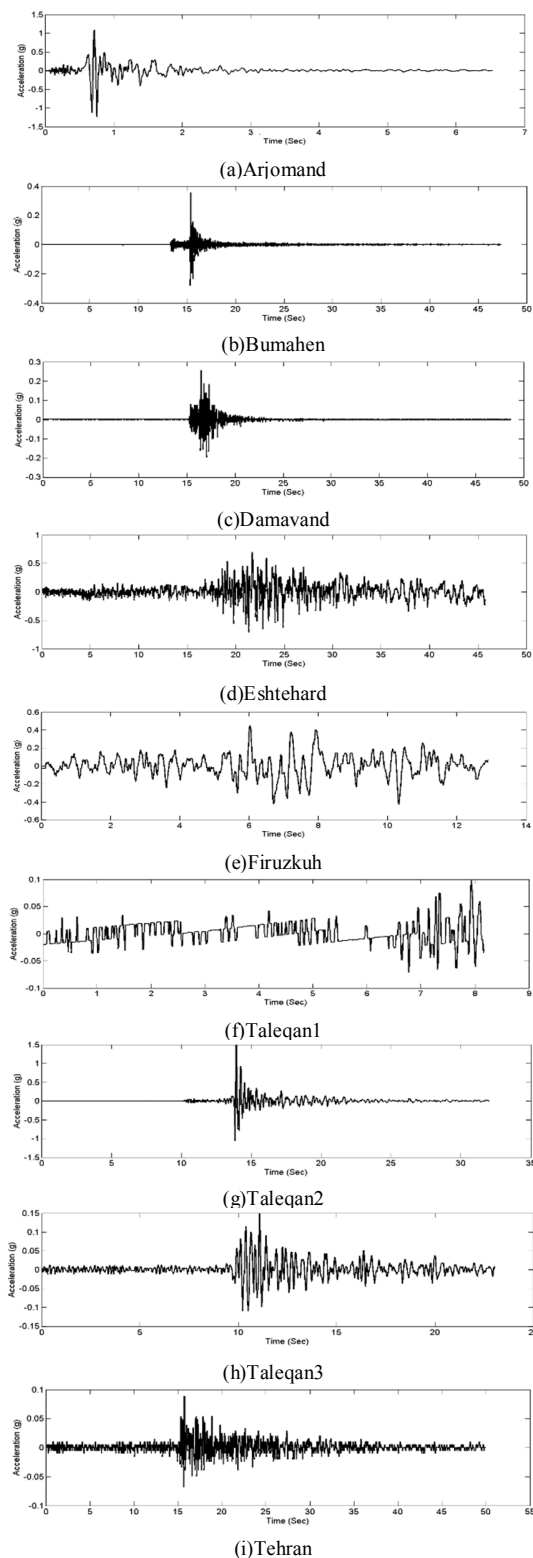 Acceleration (g)
1.5
1
0.5
0
-0.5
-1
-1.5
0 1 2 3 4 5 6 7
Time (Sec)
(a)Arjomand
Acceleration (g)
0.4
0.2
0
-0.2
-0.4
0 5 10 15 20 25 30 35 40 45 50
Time (Sec)
(b)Bumahen
Acceleration (g)
0.3
0.2
0.1
0
-0.1
-0.2
-0.3
0 5 10 15 20 25 30 35 40 45 50
Time (Sec)
(c)Damavand
Acceleration (g)
1
0.5
0
-0.5
-1
0 5 10 15 20 25 30 35 40 45 50
Time (Sec)
(d)Eshtehard
Acceleration (g)
0.6
0.4
0.2
0
-0.2
-0.4
-0.6
0 2 4 6 8 10 12 14
Time (Sec)
(e)Firuzkuh
Acceleration (g)
0.1
0.05
0
-0.05
0.1
0 1 2 3 4 5 6 7 8 9
Time (Sec)
(f)Taleqan1
Acceleration (g)
1.5
1
0.5
0
-0.5
-1
1.5
0 5 10 15 20 25 30 35
Time (Sec)
(g)Taleqan2
Acceleration (g)
0.15
0.1
0.05
0
-0.05
-0.1
-0.15
0 5 10 15 20
Time (Sec)
(h)Taleqan3
Acceleration (g)
0.1
0.05
0
-0.05
-0.1
0 5 10 15 20 25 30 35 40 45 50 55
Time (Sec)
(i)Tehran